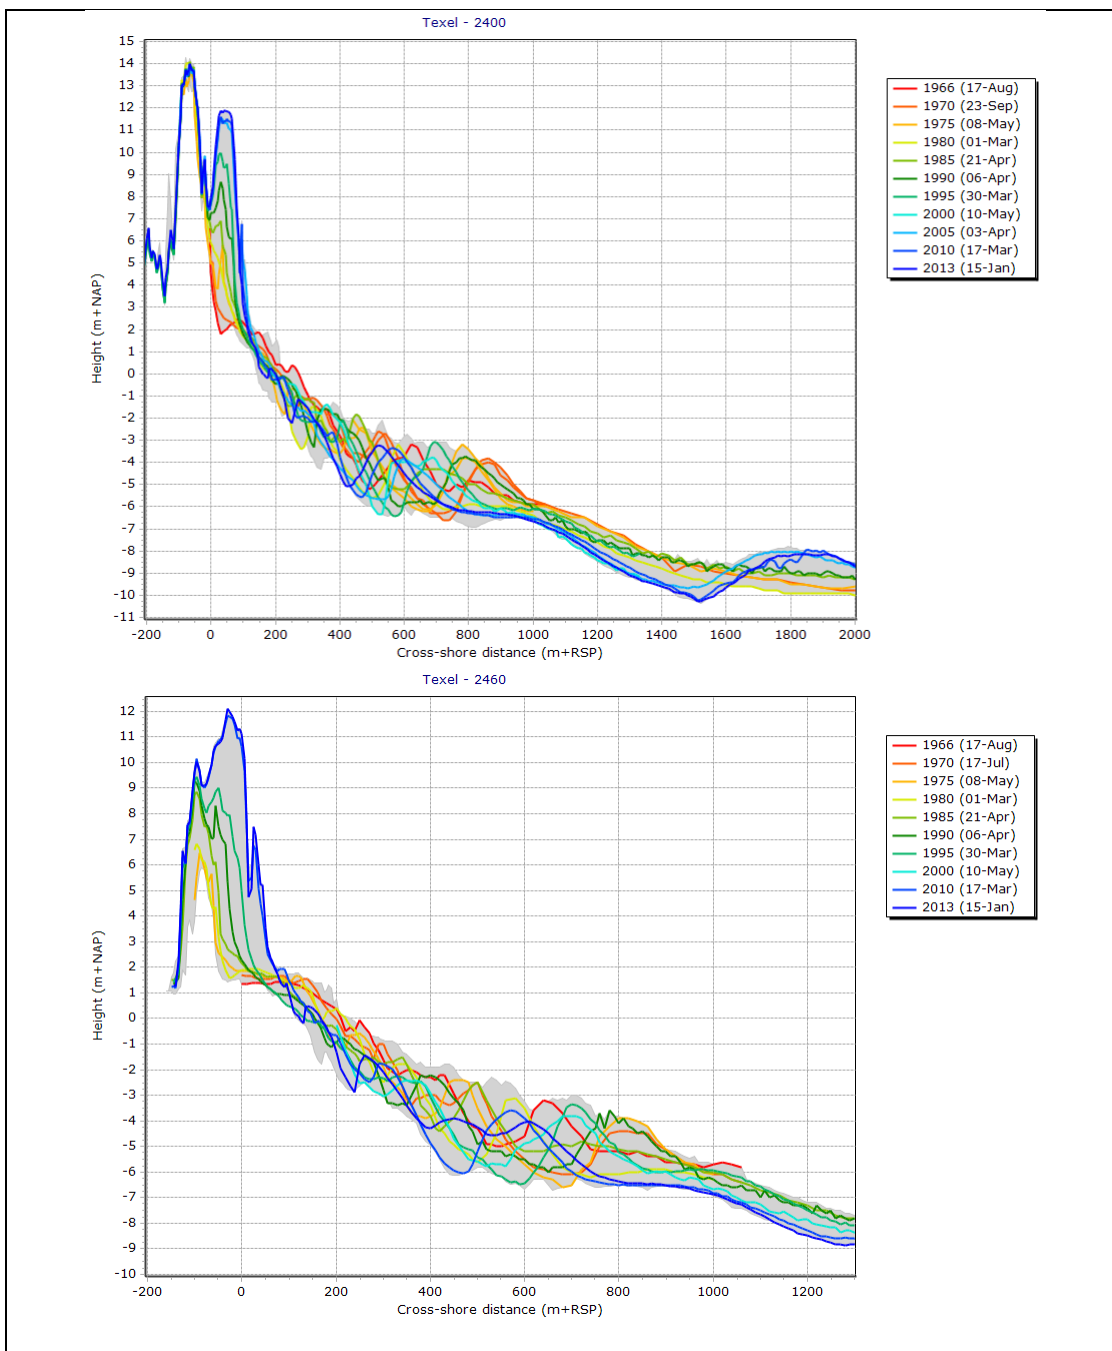 Texel - 2400
15
14
13
12
11
10
9
8
7
6
5
4
3
2
1
0
-1
-2
-3
-4
-5
-6
-7
-8
-9
-10
-11
Height (m+NAP)
-200 0 200 400 600 800 1000 1200 1400 1600 1800 2000
Cross-shore distance (m+RSP)
1966 (17-Aug)
1970 (23-Sep)
1975 (08-May)
1980 (01-Mar)
1985 (21-Apr)
1990 (06-Apr)
1995 (30-Mar)
2000 (10-May)
2005 (03-Apr)
2010 (17-Mar)
2013 (15-Jan)
Texel - 2460
12
11
10
9
8
7
6
5
4
3
2
1
0
-1
-2
-3
-4
-5
-6
-7
-8
-9
-10
Height (m+NAP)
-200 0 200 400 600 800 1000 1200
Cross-shore distance (m+RSP)
1966 (17-Aug)
1970 (17-Jul)
1975 (08-May)
1980 (01-Mar)
1985 (21-Apr)
1990 (06-Apr)
1995 (30-Mar)
2000 (10-May)
2010 (17-Mar)
2013 (15-Jan)